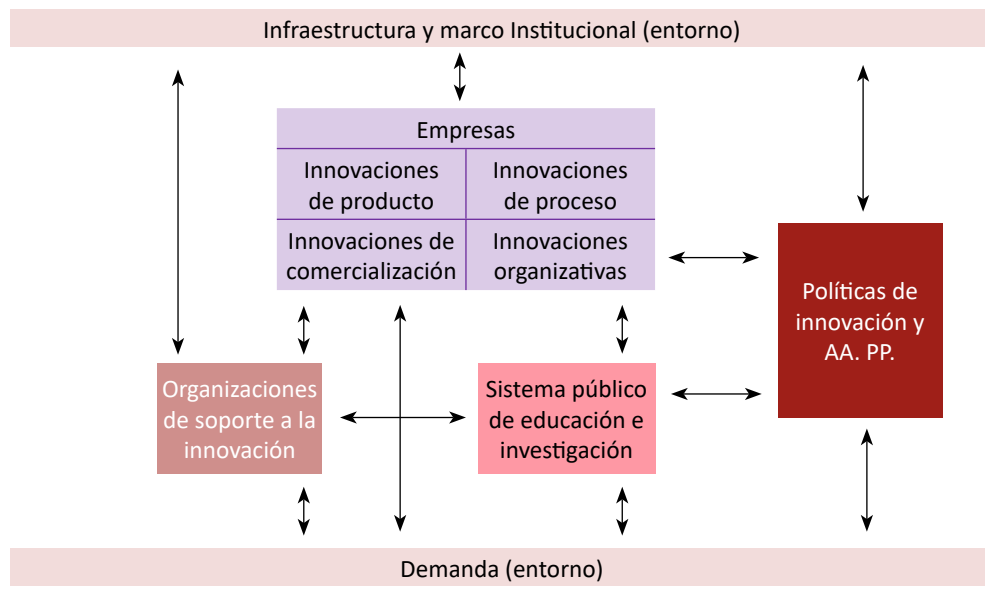 Infraestructura y marco Institucional (entorno)
Empresas
Innovaciones
de producto
Innovaciones
de proceso
Innovaciones de
comercialización
Innovaciones
organizativas
Políticas de
innovación y
AA. PP.
Organizaciones
de soporte a la
innovación
Sistema público
de educación e
investigación
Demanda (entorno)